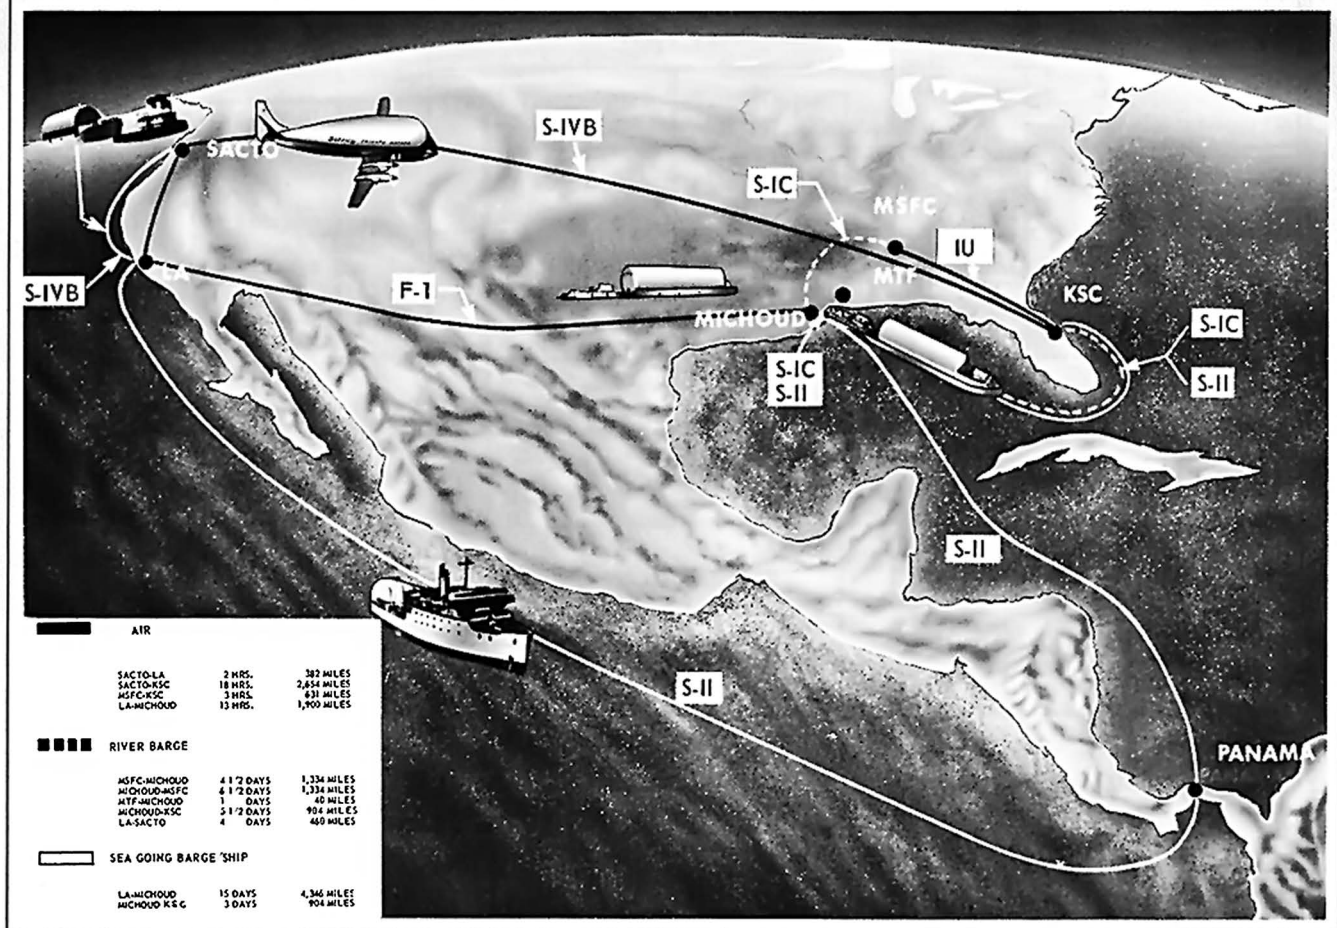 SACTO
S-IVB
S-IC
MSFC
IU
MTF
KSC
LA
S-IVB
F-1
MICHOUD
S-IC
S-II
S-IC
S-II
S-II
S-II
PANAMA
AIR
SACTO-LA 2 HRS. 382 MILES
SACTO-KSC 18 HRS. 2,654 MILES
MSFC-KSC 3 HRS. 631 MILES
LA-MICHOUD 13 HRS. 1,900 MILES
RIVER BARGE
MSFC-MICHOUD 4 1/2 DAYS 1,334 MILES
MICHOUD-MSFC 6 1/2 DAYS 1,334 MILES
MTF-MICHOUD 1 DAYS 40 MILES
MICHOUD-KSC 5 1/2 DAYS 904 MILES
LA-SACTO 4 DAYS 460 MILES
SEA GOING BARGE SHIP
LA-MICHOUD 15 DAYS 4,346 MILES
MICHOUD KSC 3 DAYS 904 MILES